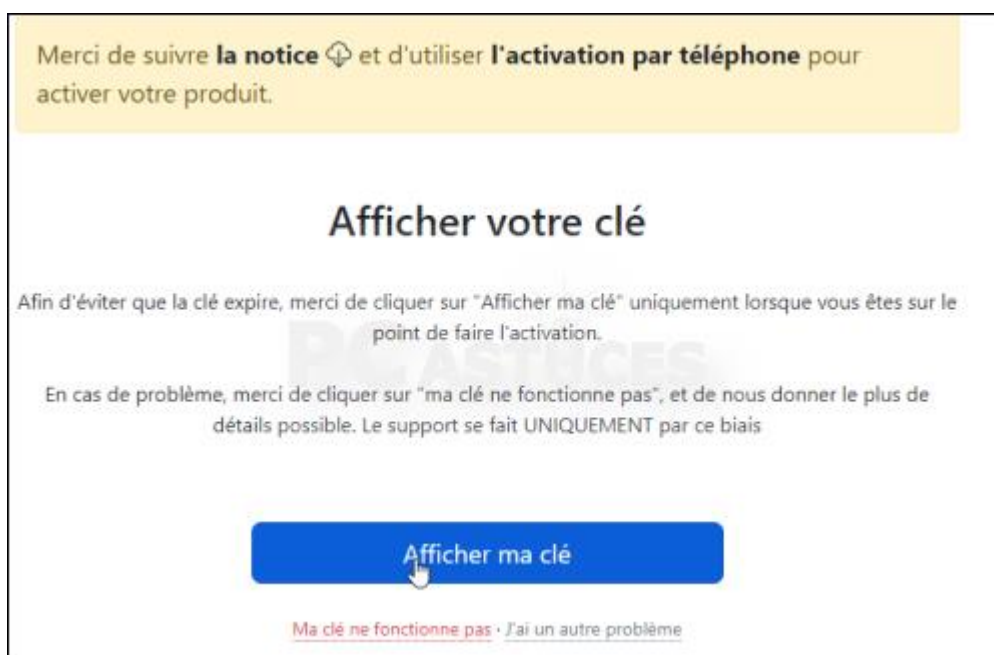 Merci de suivre la notice et d'utiliser l'activation par téléphone pour
activer votre produit.
Afficher votre clé
Afin d'éviter que la clé expire, merci de cliquer sur "Afficher ma clé" uniquement lorsque vous êtes sur le
point de faire l'activation.
PC ASTUCES
En cas de problème, merci de cliquer sur "ma clé ne fonctionne pas", et de nous donner le plus de
détails possible. Le support se fait UNIQUEMENT par ce biais
Afficher ma clé
Ma clé ne fonctionne pas · J'ai un autre problème